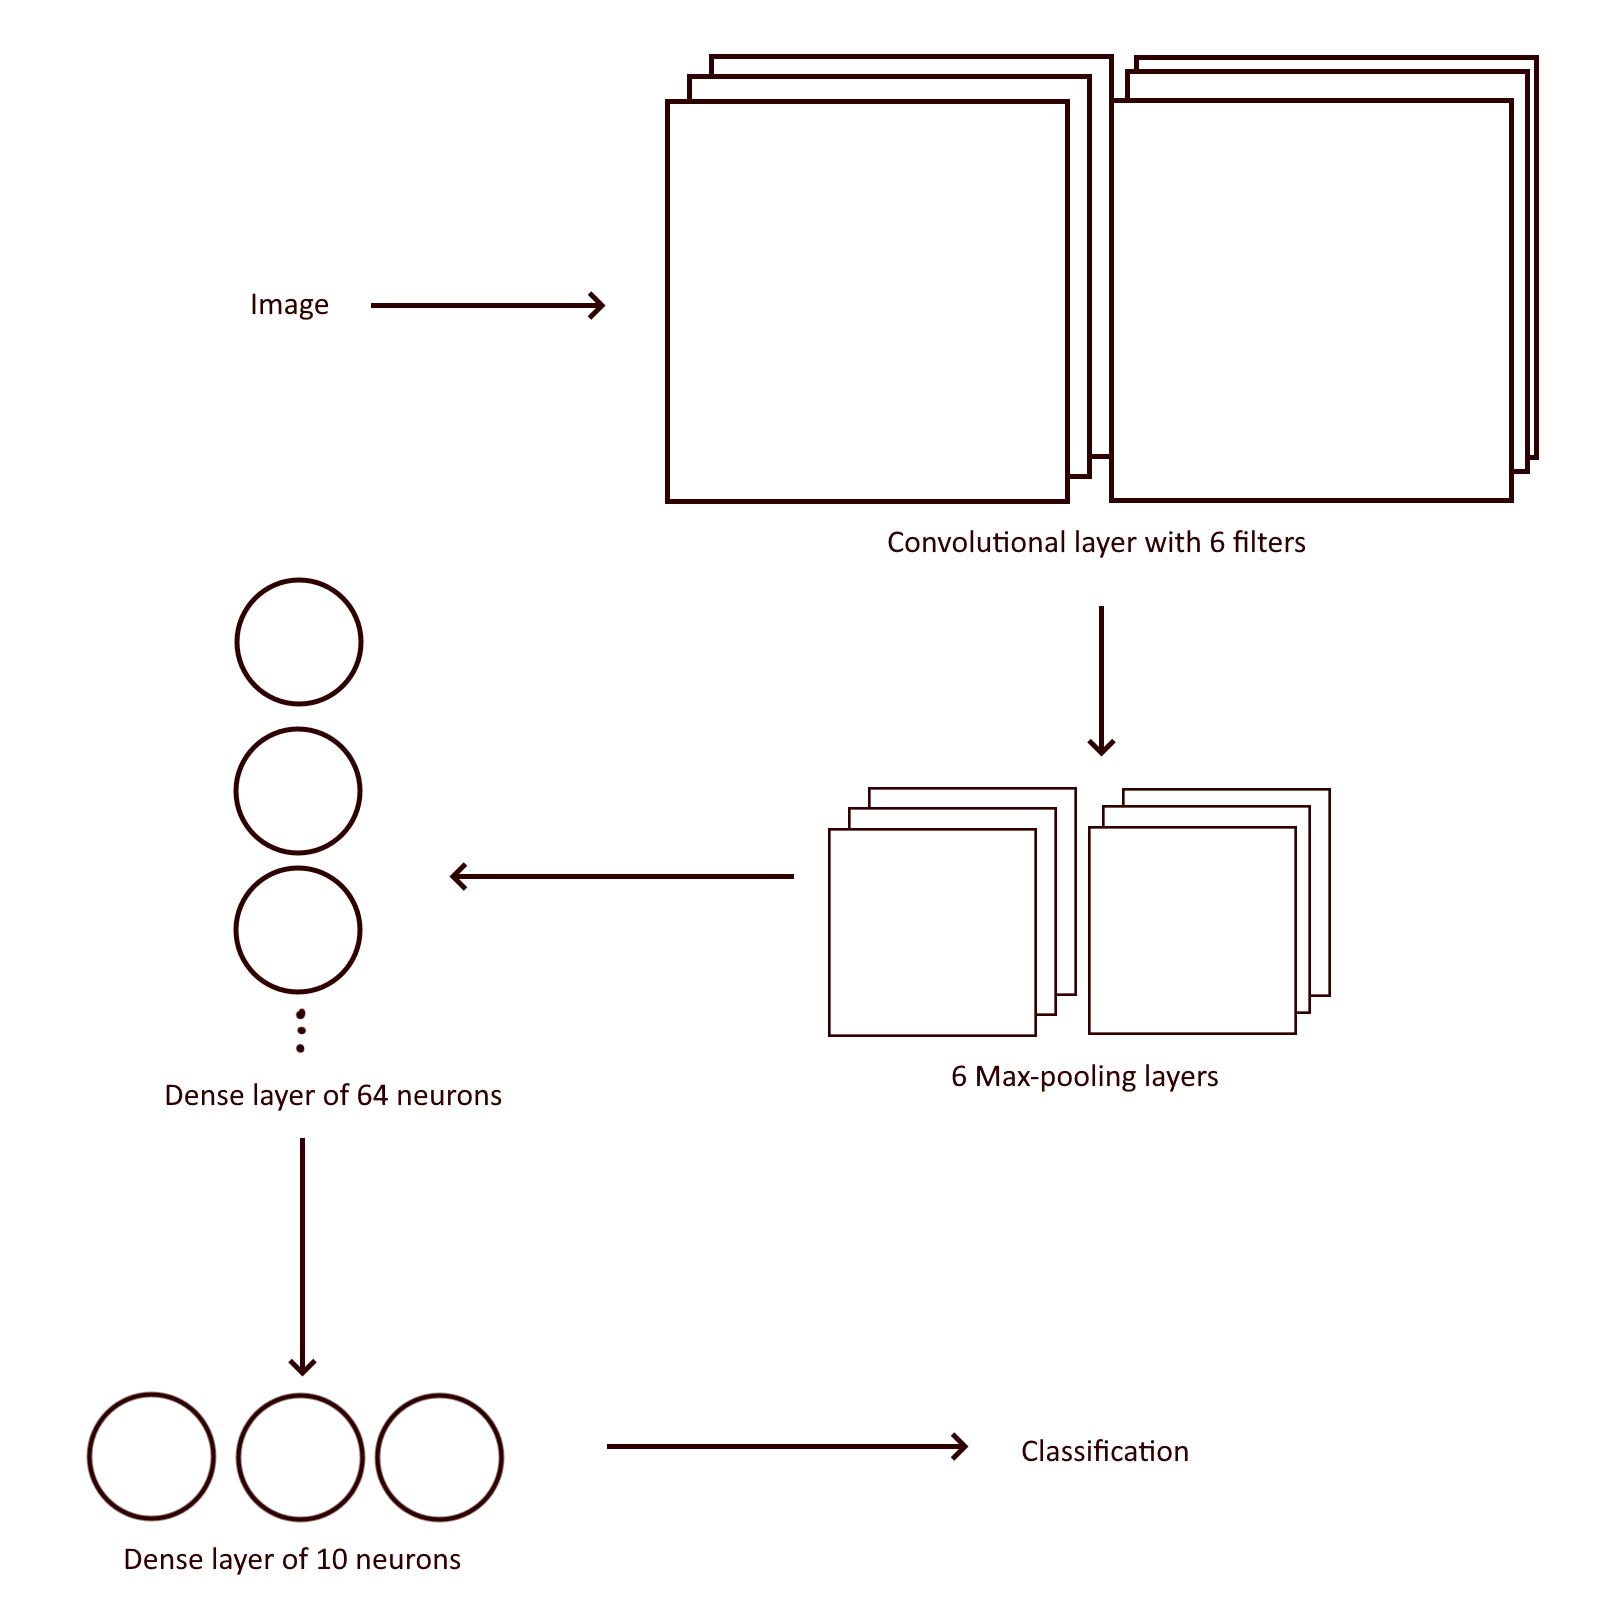 Image
Convolutional layer with 6 filters
6 Max-pooling layers
Dense layer of 64 neurons
Dense layer of 10 neurons
Classification